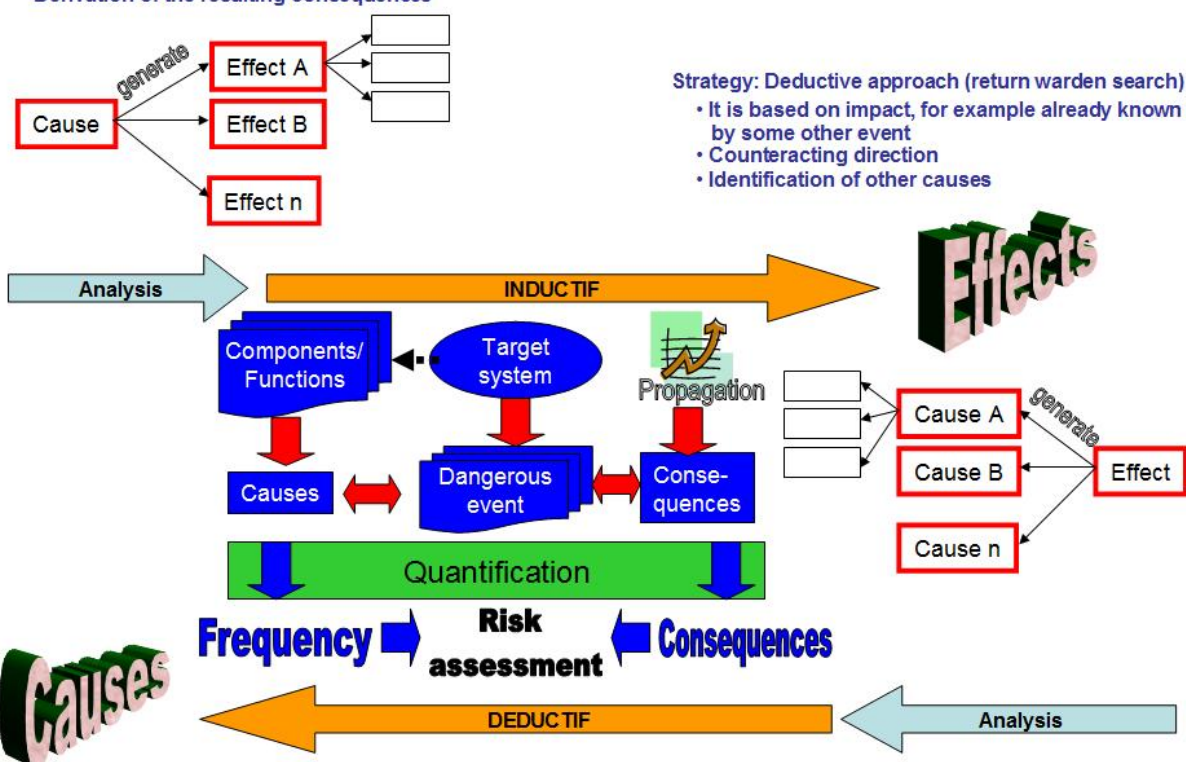 Derivation of the resulting consequences
generate
Effect A
Cause
Effect B
Effect n
Strategy: Deductive approach (return warden search)
• It is based on impact, for example already known
by some other event
• Counteracting direction
• Identification of other causes
Effects
Analysis
INDUCTIF
Components/
Functions
Target
system
Propagation
Causes
Dangerous
event
Conse-
quences
generate
Cause A
Cause B
Effect
Cause n
Quantification
Frequency
Risk
assessment
Consequences
Causes
DEDUCTIF
Analysis